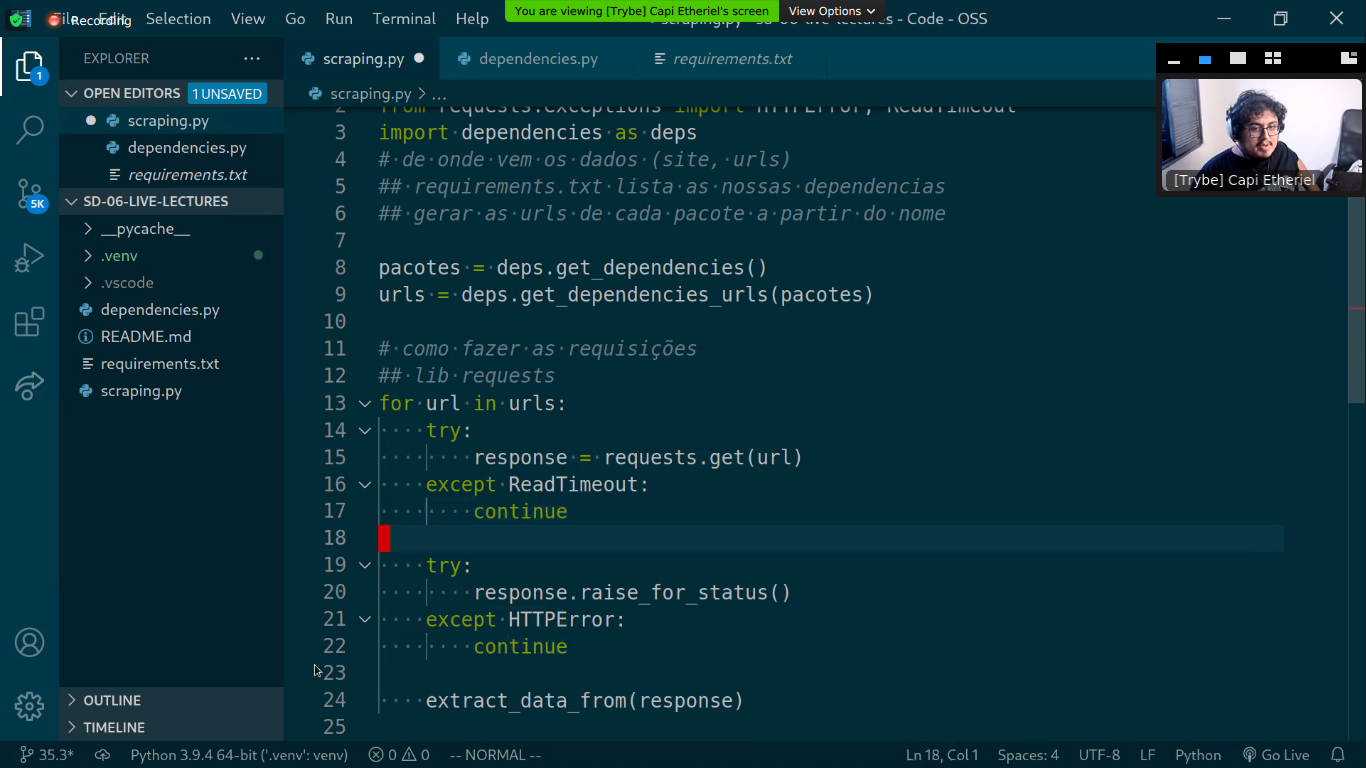 File Edit Selection View Go Run Terminal Help
Recording
You are viewing [Trybe] Capi Etheriel's screen
View Options
scraping.py - sd-06-live-lectures - Code - OSS
EXPLORER
OPEN EDITORS
1 UNSAVED
scraping.py
dependencies.py
requirements.txt
SD-06-LIVE-LECTURES
__pycache__
.venv
.vscode
dependencies.py
README.md
requirements.txt
scraping.py
OUTLINE
TIMELINE
1
5K
scraping.py
dependencies.py
requirements.txt
scraping.py > ...
2 from requests.exceptions import HTTPError, ReadTimeout
3 import dependencies as deps
4 # de onde vem os dados (site, urls)
5 ## requirements.txt lista as nossas dependencias
6 ## gerar as urls de cada pacote a partir do nome
7
8 pacotes = deps.get_dependencies()
9 urls = deps.get_dependencies_urls(pacotes)
10
11 # como fazer as requisições
12 ## lib requests
13 for url in urls:
14 try:
15 response = requests.get(url)
16 except ReadTimeout:
17 continue
18
19 try:
20 response.raise_for_status()
21 except HTTPError:
22 continue
23
24 extract_data_from(response)
25
[Trybe] Capi Etheriel
35.3*
Python 3.9.4 64-bit ('.venv': venv)
0 0
-- NORMAL --
Ln 18, Col 1
Spaces: 4
UTF-8
LF
Python
Go Live